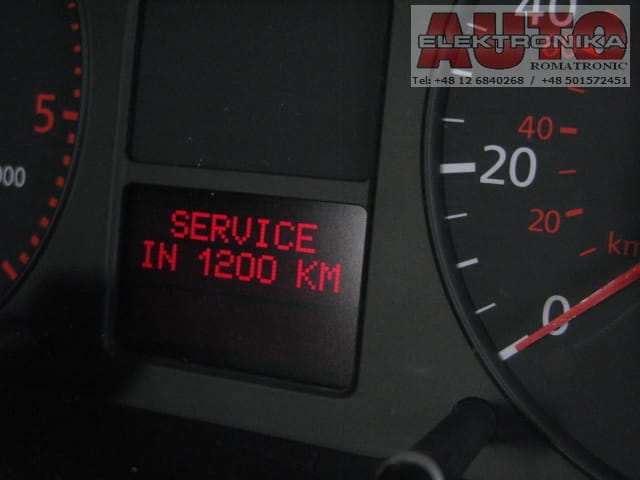 40
AUTO
ELEKTRONIKA
ROMATRONIC
Tel: +48 12 6840268 / +48 501572451
5
40
000
20
20
SERVICE
IN 1200 KM
km
0